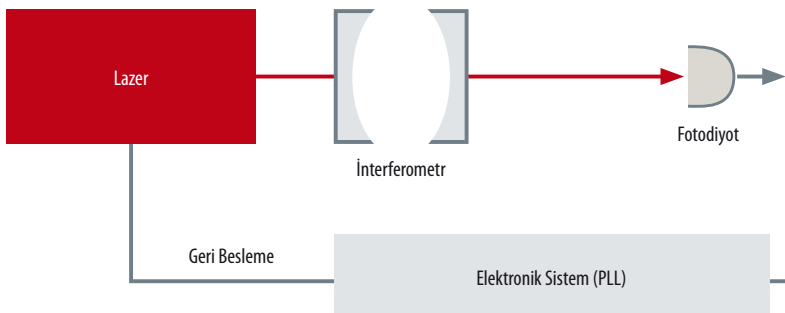 Lazer
İnterferometr
Fotodiyot
Geri Besleme
Elektronik Sistem (PLL)